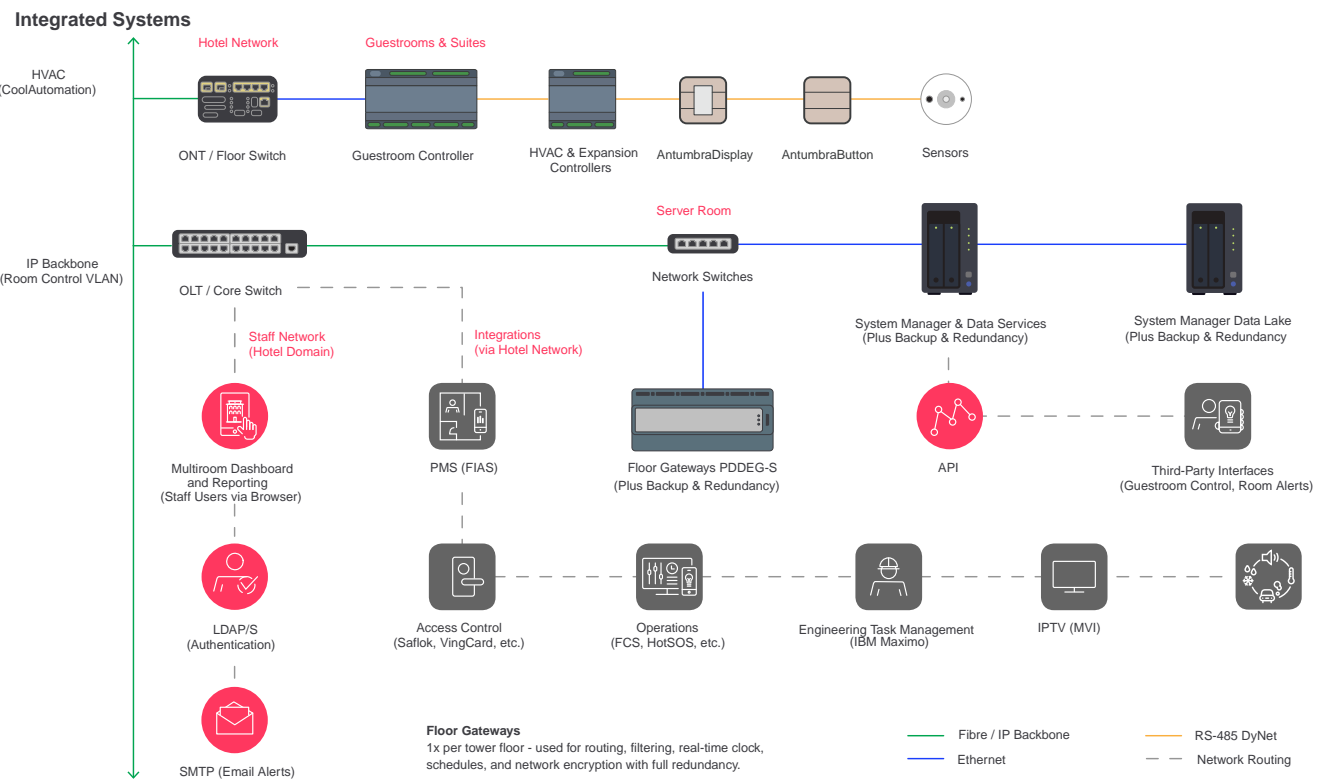 Integrated Systems
Hotel Network
Guestrooms & Suites
HVAC
(CoolAutomation)
ONT / Floor Switch
Guestroom Controller
HVAC & Expansion
Controllers
AntumbraDisplay
AntumbraButton
Sensors
Server Room
IP Backbone
(Room Control VLAN)
OLT / Core Switch
Network Switches
Staff Network
(Hotel Domain)
Integrations
(via Hotel Network)
System Manager & Data Services
(Plus Backup & Redundancy)
System Manager Data Lake
(Plus Backup & Redundancy
Multiroom Dashboard
and Reporting
(Staff Users via Browser)
PMS (FIAS)
Floor Gateways PDDEG-S
(Plus Backup & Redundancy)
API
Third-Party Interfaces
(Guestroom Control, Room Alerts)
LDAP/S
(Authentication)
Access Control
(Saflok, VingCard, etc.)
Operations
(FCS, HotSOS, etc.)
Engineering Task Management
(IBM Maximo)
IPTV (MVI)
SMTP (Email Alerts)
Floor Gateways
1x per tower floor - used for routing, filtering, real-time clock,
schedules, and network encryption with full redundancy.
Fibre / IP Backbone
RS-485 DyNet
Ethernet
Network Routing